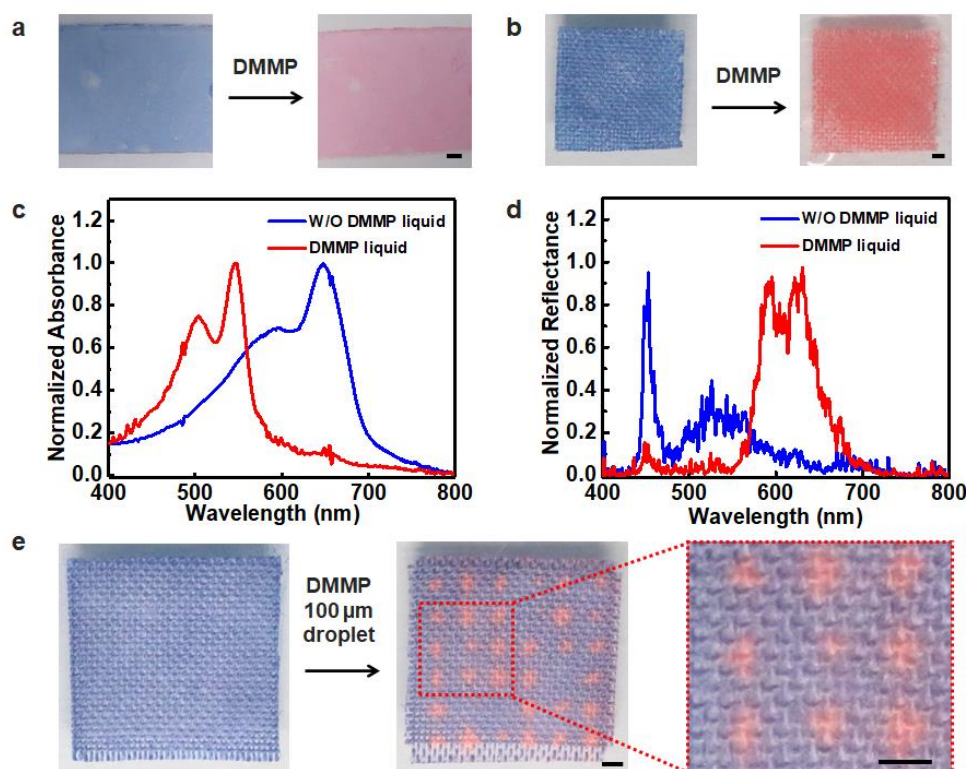 a
DMMP
b
DMMP
c
Normalized Absorbance
1.2
1.0
0.8
0.6
0.4
0.2
0.0
400 500 600 700 800
Wavelength (nm)
W/O DMMP liquid
DMMP liquid
d
Normalized Reflectance
1.2
1.0
0.8
0.6
0.4
0.2
0.0
400 500 600 700 800
Wavelength (nm)
W/O DMMP liquid
DMMP liquid
e
DMMP
100 μm
droplet